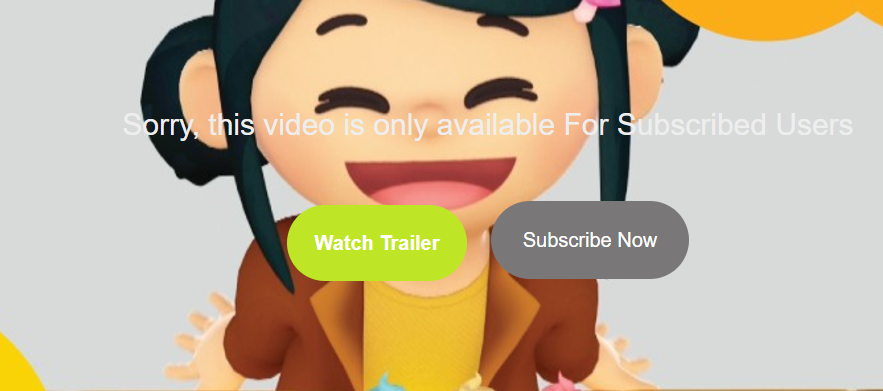 Sorry, this video is only available For Subscribed Users
Watch Trailer
Subscribe Now